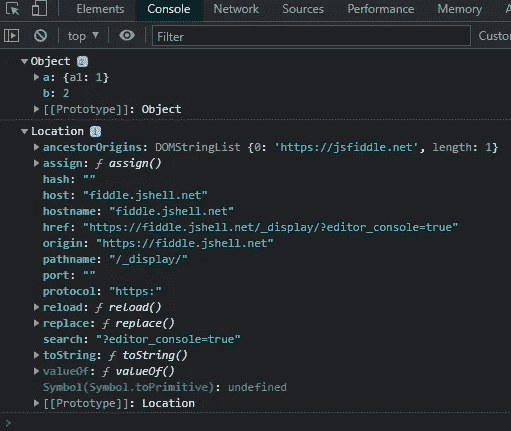 Elements Console Network Sources Performance Memory A
top Filter Custo
Object i
a: {a1: 1}
b: 2
[[Prototype]]: Object
Location i
ancestorOrigins: DOMStringList {0: 'https://jsfiddle.net', length: 1}
assign: ƒ assign()
hash: ""
host: "fiddle.jshell.net"
hostname: "fiddle.jshell.net"
href: "https://fiddle.jshell.net/_display/?editor_console=true"
origin: "https://fiddle.jshell.net"
pathname: "/_display/"
port: ""
protocol: "https:"
reload: ƒ reload()
replace: ƒ replace()
search: "?editor_console=true"
toString: ƒ toString()
valueOf: ƒ valueOf()
Symbol(Symbol.toPrimitive): undefined
[[Prototype]]: Location